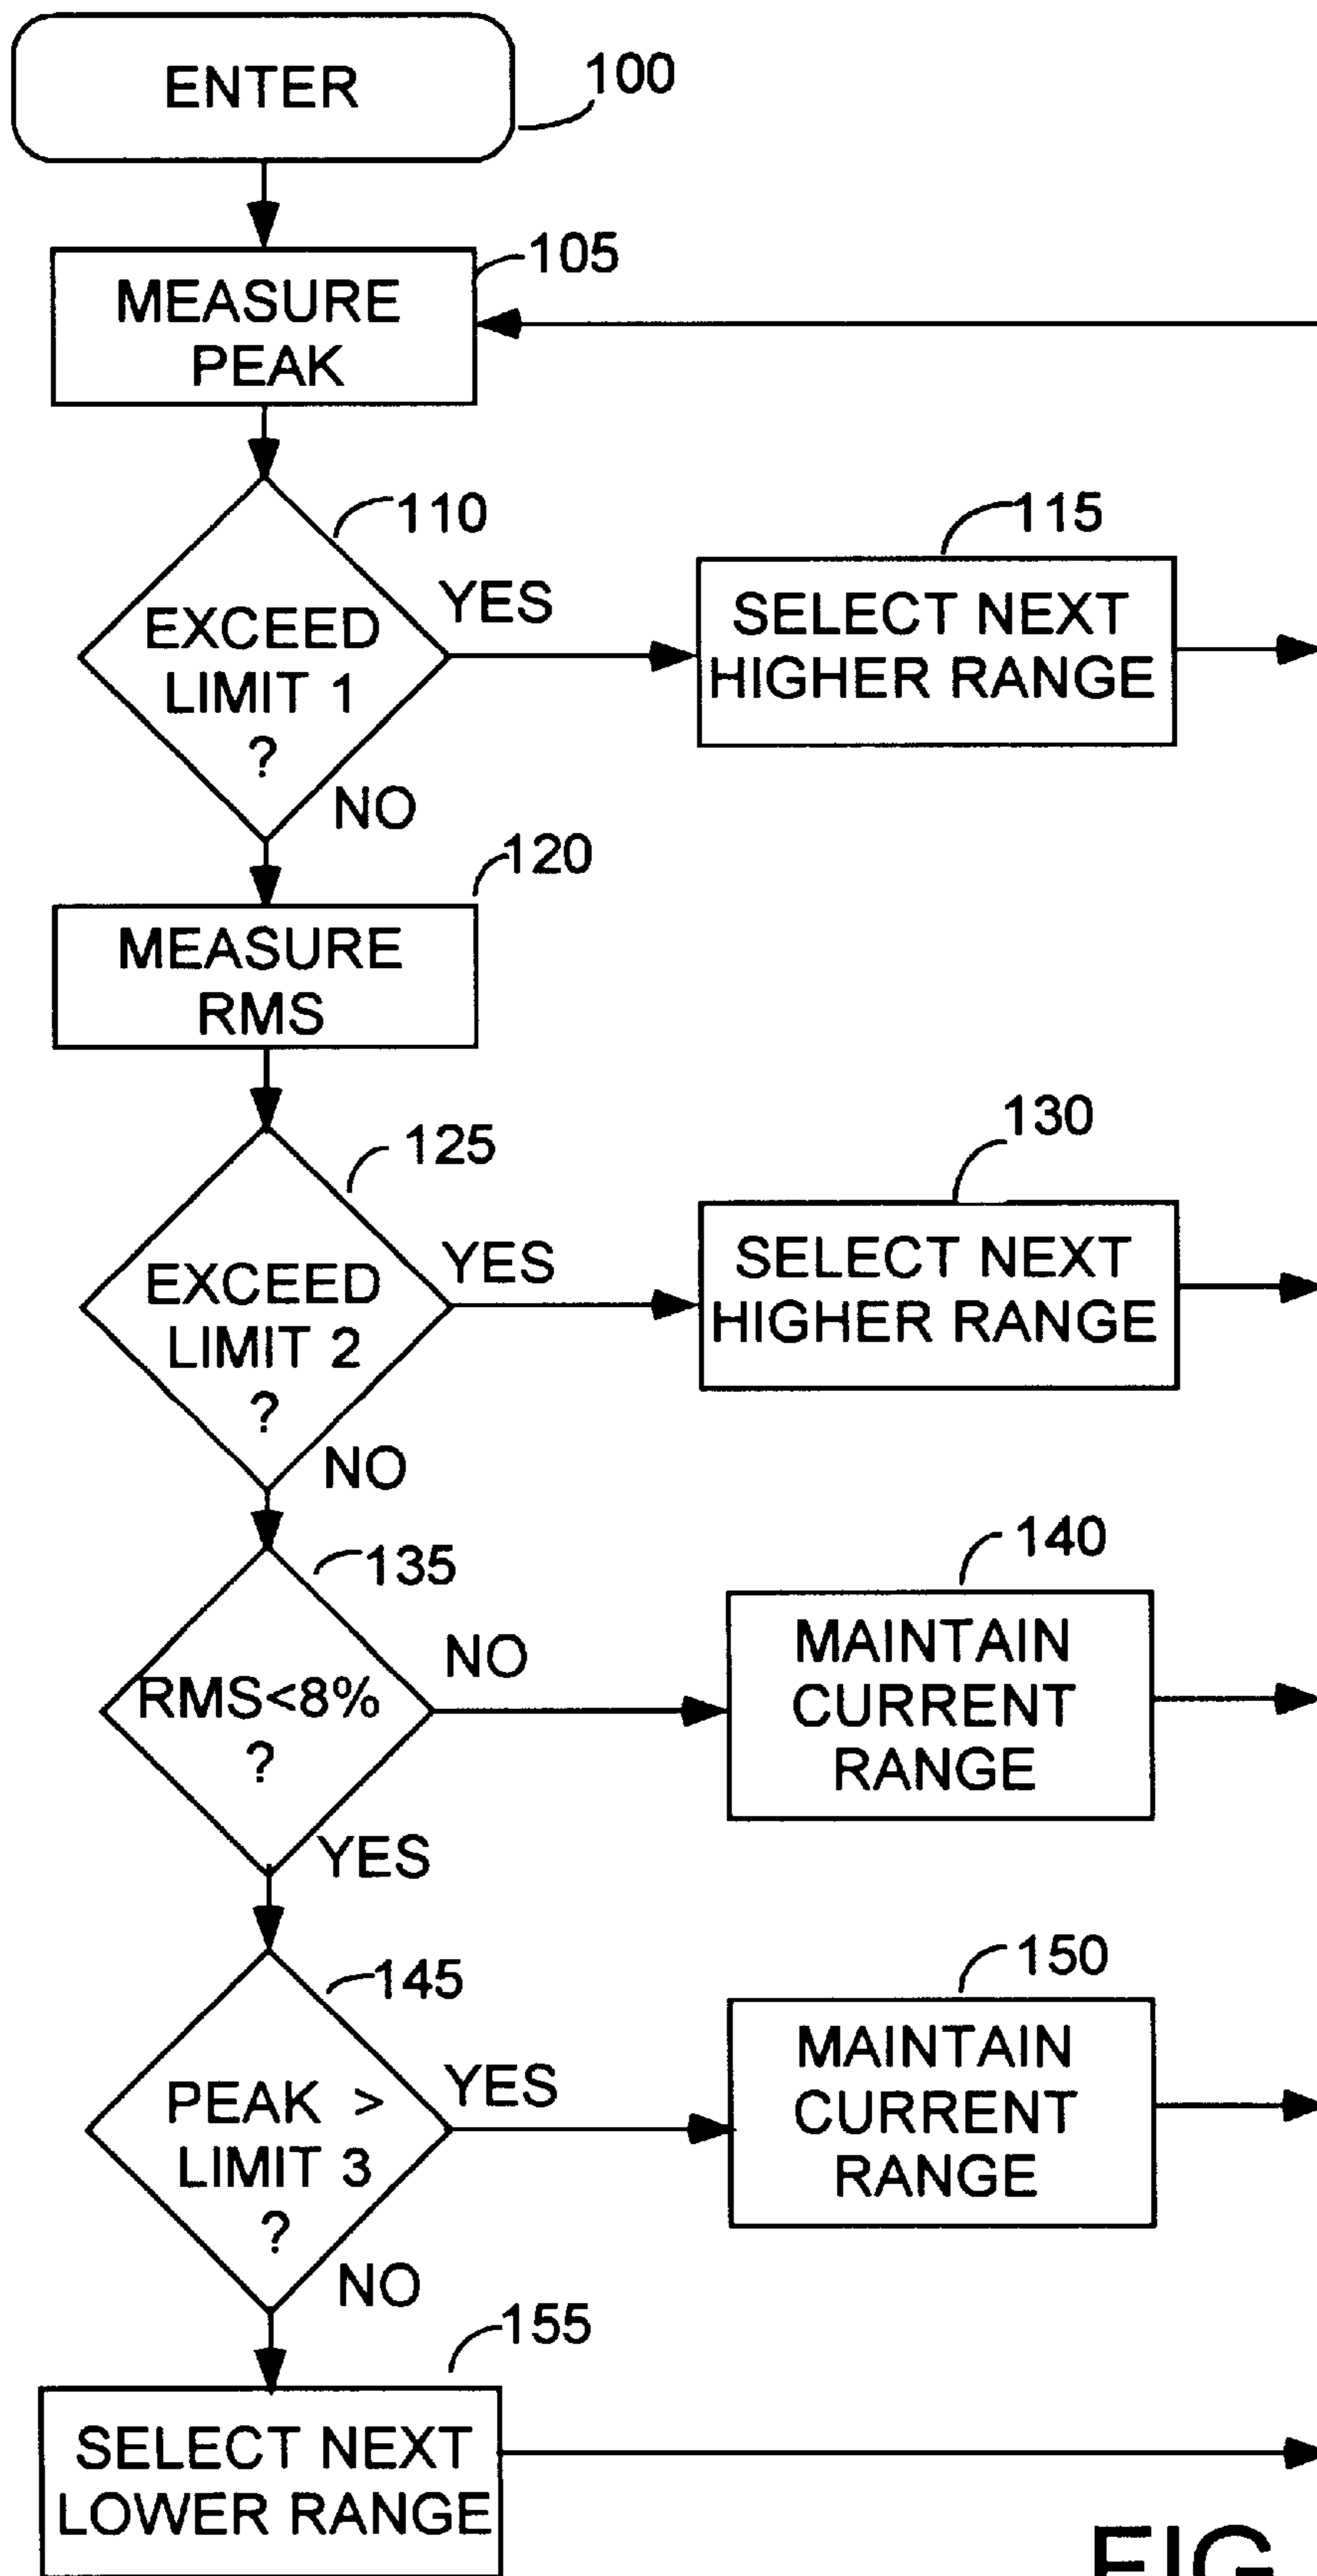 ENTER
100
MEASURE
PEAK
105
EXCEED
LIMIT 1
?
110
YES
NO
SELECT NEXT
HIGHER RANGE
115
MEASURE
RMS
120
EXCEED
LIMIT 2
?
125
YES
NO
SELECT NEXT
HIGHER RANGE
130
RMS<8%
?
135
NO
YES
MAINTAIN
CURRENT
RANGE
140
PEAK >
LIMIT 3
?
145
YES
NO
MAINTAIN
CURRENT
RANGE
150
SELECT NEXT
LOWER RANGE
155
FIG